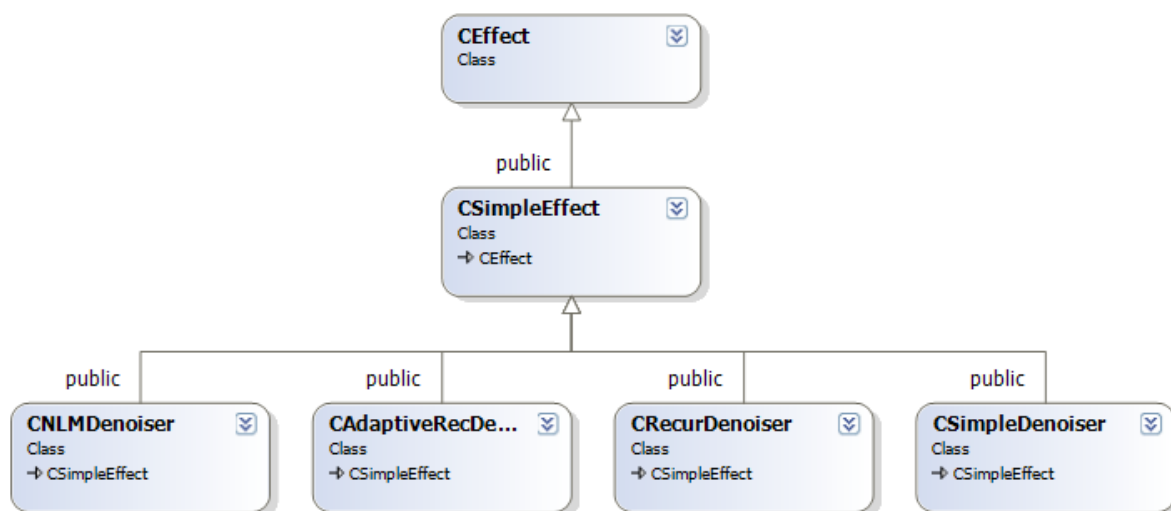 CEffect
Class
public
CSimpleEffect
Class
CEffect
public
public
public
public
CNLMDenoiser
Class
CSimpleEffect
CAdaptiveRecDe...
Class
CSimpleEffect
CRecurDenoiser
Class
CSimpleEffect
CSimpleDenoiser
Class
CSimpleEffect